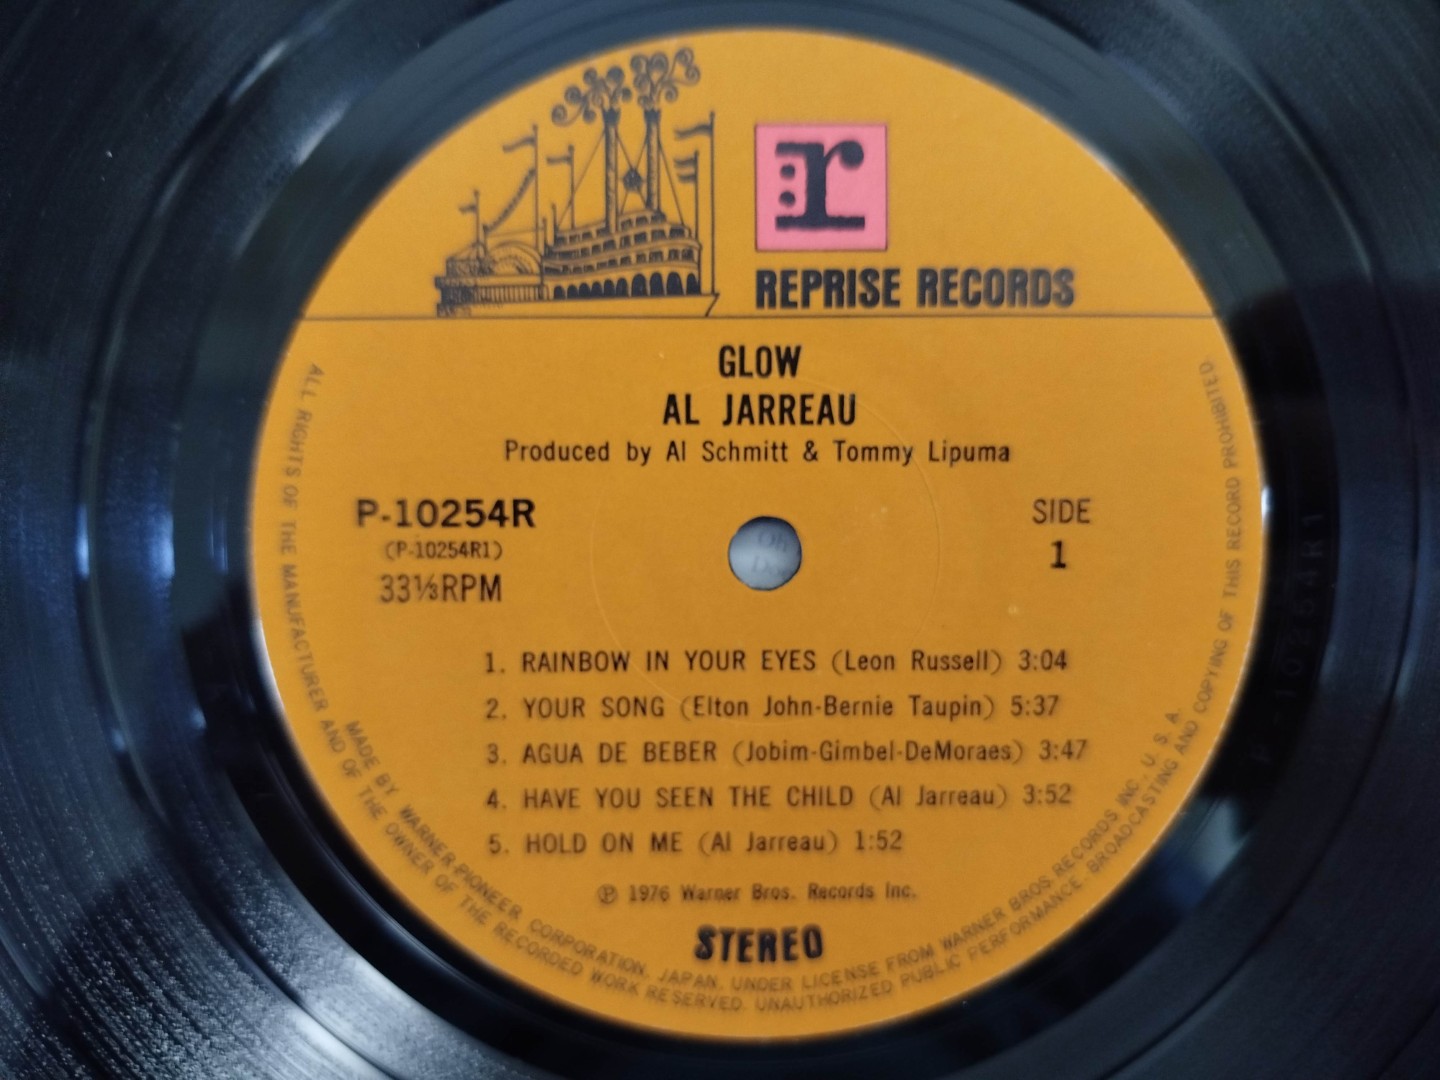 r
REPRISE RECORDS
GLOW
AL JARREAU
Produced by Al Schmitt & Tommy Lipuma
P-10254R
(P-10254R1)
33⅓RPM
SIDE
1
1. RAINBOW IN YOUR EYES (Leon Russell) 3:04
2. YOUR SONG (Elton John-Bernie Taupin) 5:37
3. AGUA DE BEBER (Jobim-Gimbel-DeMoraes) 3:47
4. HAVE YOU SEEN THE CHILD (Al Jarreau) 3:52
5. HOLD ON ME (Al Jarreau) 1:52
℗ 1976 Warner Bros. Records Inc.
STEREO
MADE BY WARNER-PIONEER CORPORATION, JAPAN, UNDER LICENSE FROM WARNER BROS. RECORDS INC., U. S. A.
ALL RIGHTS OF THE MANUFACTURER AND OF THE OWNER OF THE RECORDED WORK RESERVED. UNAUTHORIZED PUBLIC PERFORMANCE, BROADCASTING AND COPYING OF THIS RECORD PROHIBITED.
P-10254R1